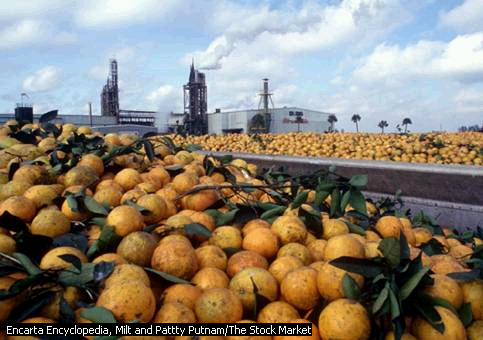 Encarta Encyclopedia, Milt and Pattty Putnam/The Stock Market